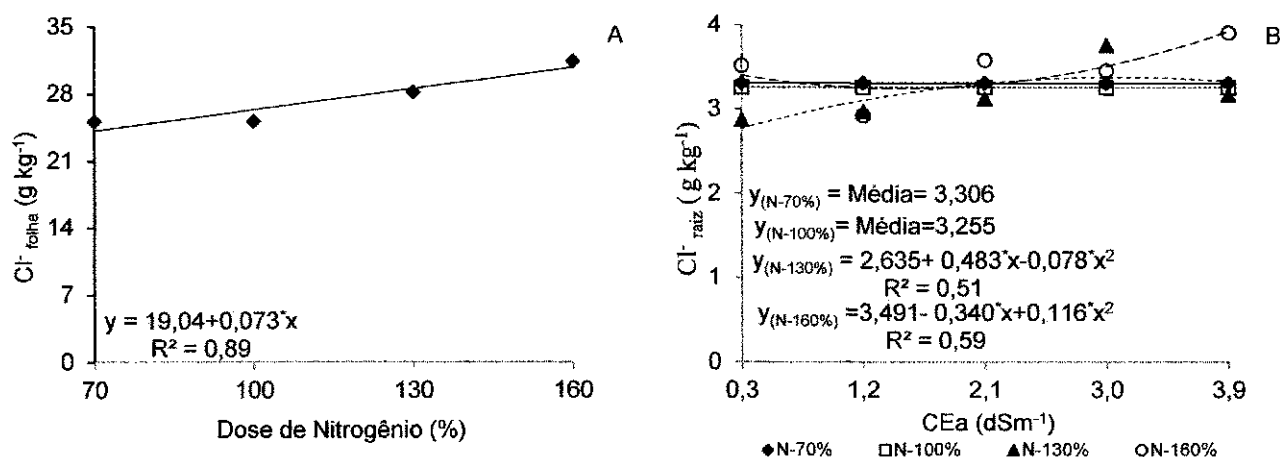 A
Cl⁻ folha (g kg⁻¹)
35
28
21
14
7
0
y = 19,04+0,073*x
R² = 0,89
70 100 130 160
Dose de Nitrogênio (%)
B
Cl⁻ raiz (g kg⁻¹)
4
3
2
1
0
y(N-70%) = Média= 3,306
y(N-100%)= Média=3,255
y(N-130%) = 2,635+ 0,483*x-0,078*x²
R² = 0,51
y(N-160%) =3,491- 0,340*x+0,116*x²
R² = 0,59
0,3 1,2 2,1 3,0 3,9
CEa (dSm⁻¹)
N-70% N-100% N-130% N-160%